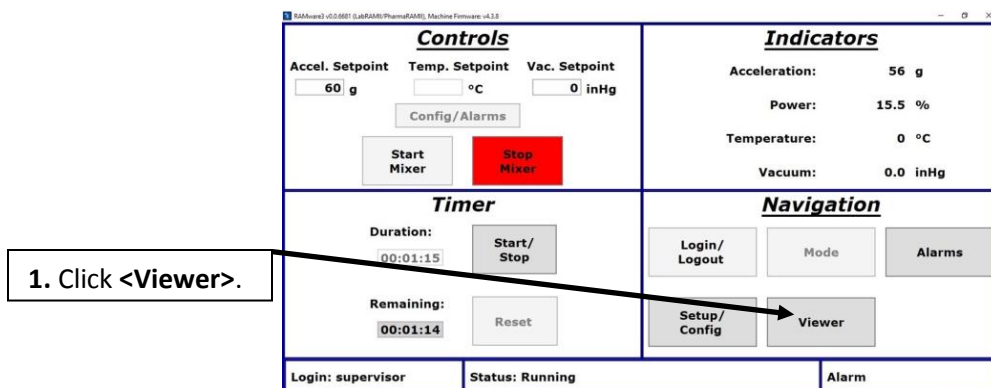 RAMware3 v0.0.6681 (LabRAMII/PharmaRAMII), Machine Firmware: v4.3.8
Controls
Accel. Setpoint Temp. Setpoint Vac. Setpoint
60 g °C 0 inHg
Config/Alarms
Start
Mixer
Stop
Mixer
Indicators
Acceleration: 56 g
Power: 15.5 %
Temperature: 0 °C
Vacuum: 0.0 inHg
Timer
Duration:
00:01:15
Start/
Stop
Remaining:
00:01:14
Reset
Navigation
Login/
Logout
Mode
Alarms
Setup/
Config
Viewer
1. Click <Viewer>.
Login: supervisor Status: Running Alarm